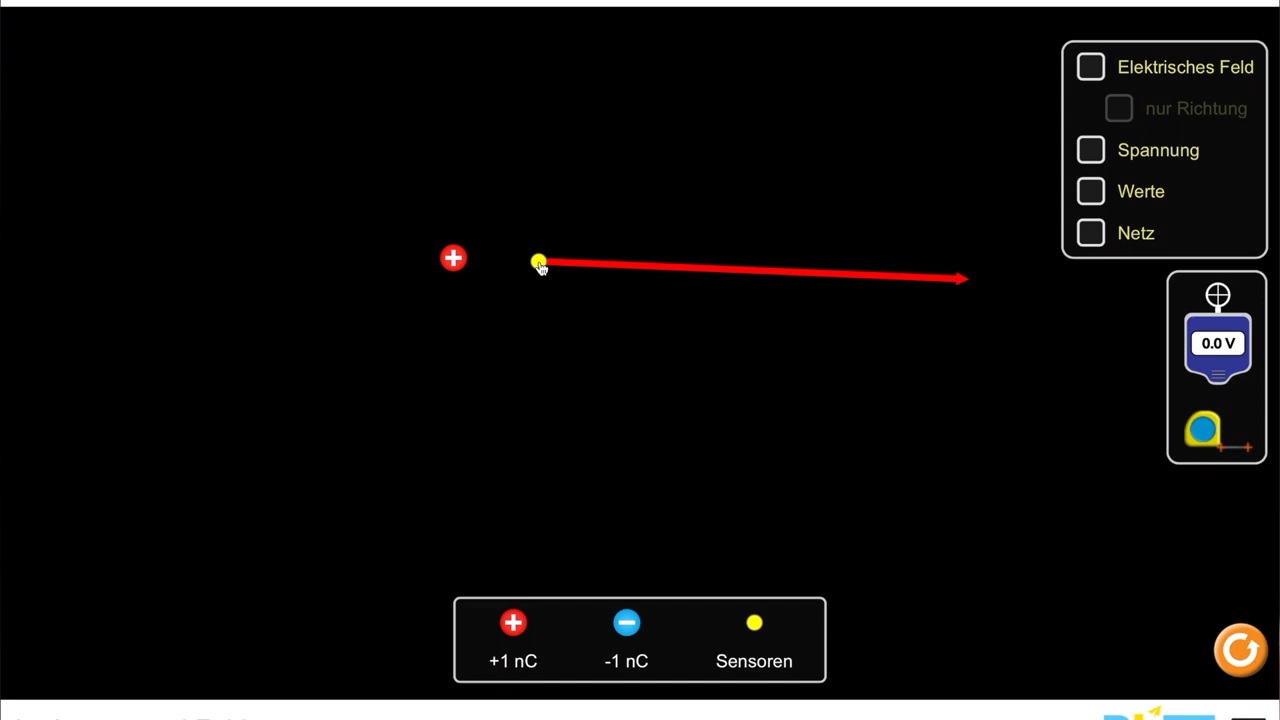 Elektrisches Feld
nur Richtung
Spannung
Werte
Netz
0.0 V
+1 nC
-1 nC
Sensoren